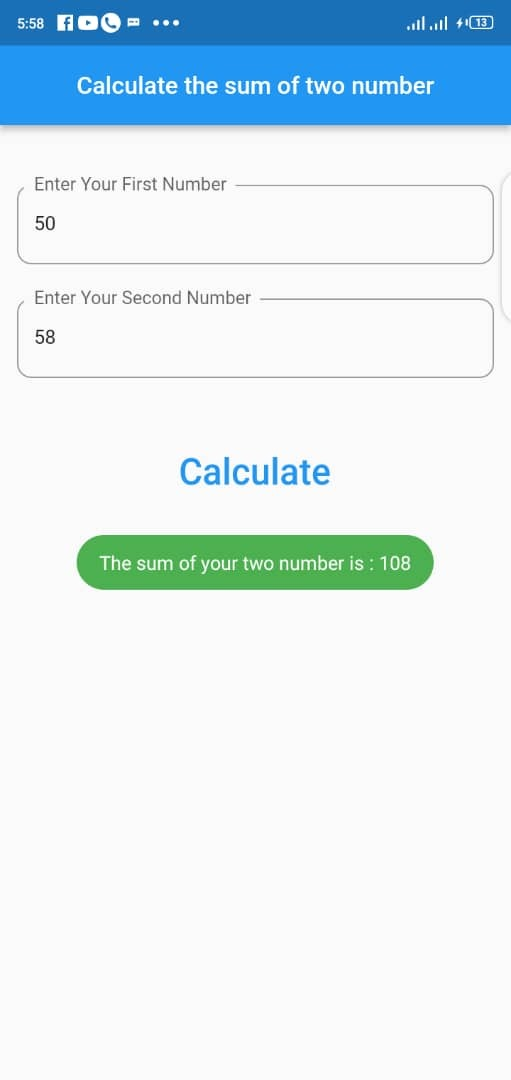 5:58
13
Calculate the sum of two number
Enter Your First Number
50
Enter Your Second Number
58
Calculate
The sum of your two number is : 108